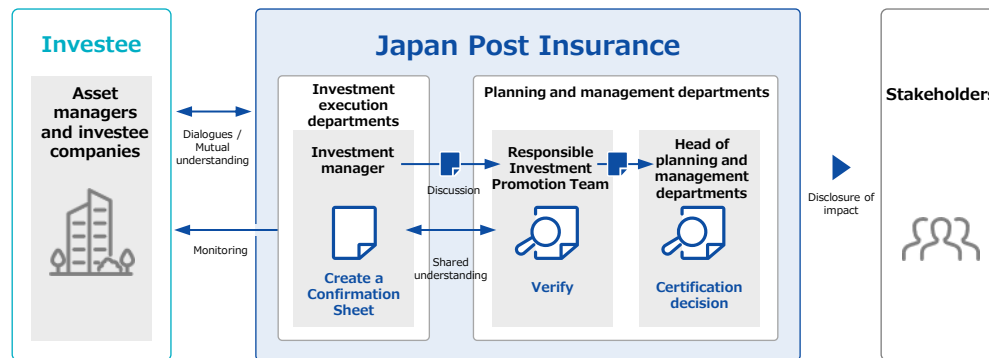 Investee
Asset
managers
and investee
companies
Dialogues /
Mutual
understanding
Monitoring
Japan Post Insurance
Investment
execution
departments
Investment
manager
Create a
Confirmation
Sheet
Discussion
Shared
understanding
Planning and management departments
Responsible
Investment
Promotion Team
Verify
Head of
planning and
management
departments
Certification
decision
Disclosure of
impact
Stakeholders